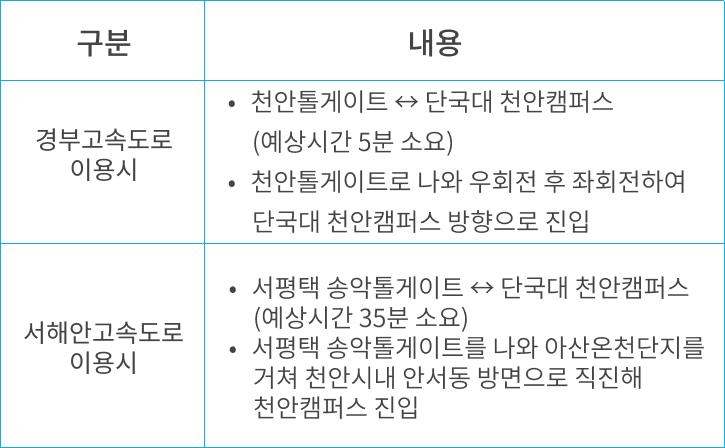 구분
내용
경부고속도로
이용시
• 천안톨게이트 ↔ 단국대 천안캠퍼스
(예상시간 5분 소요)
• 천안톨게이트로 나와 우회전 후 좌회전하여
단국대 천안캠퍼스 방향으로 진입
서해안고속도로
이용시
• 서평택 송악톨게이트 ↔ 단국대 천안캠퍼스
(예상시간 35분 소요)
• 서평택 송악톨게이트를 나와 아산온천단지를
거쳐 천안시내 안서동 방면으로 직진해
천안캠퍼스 진입